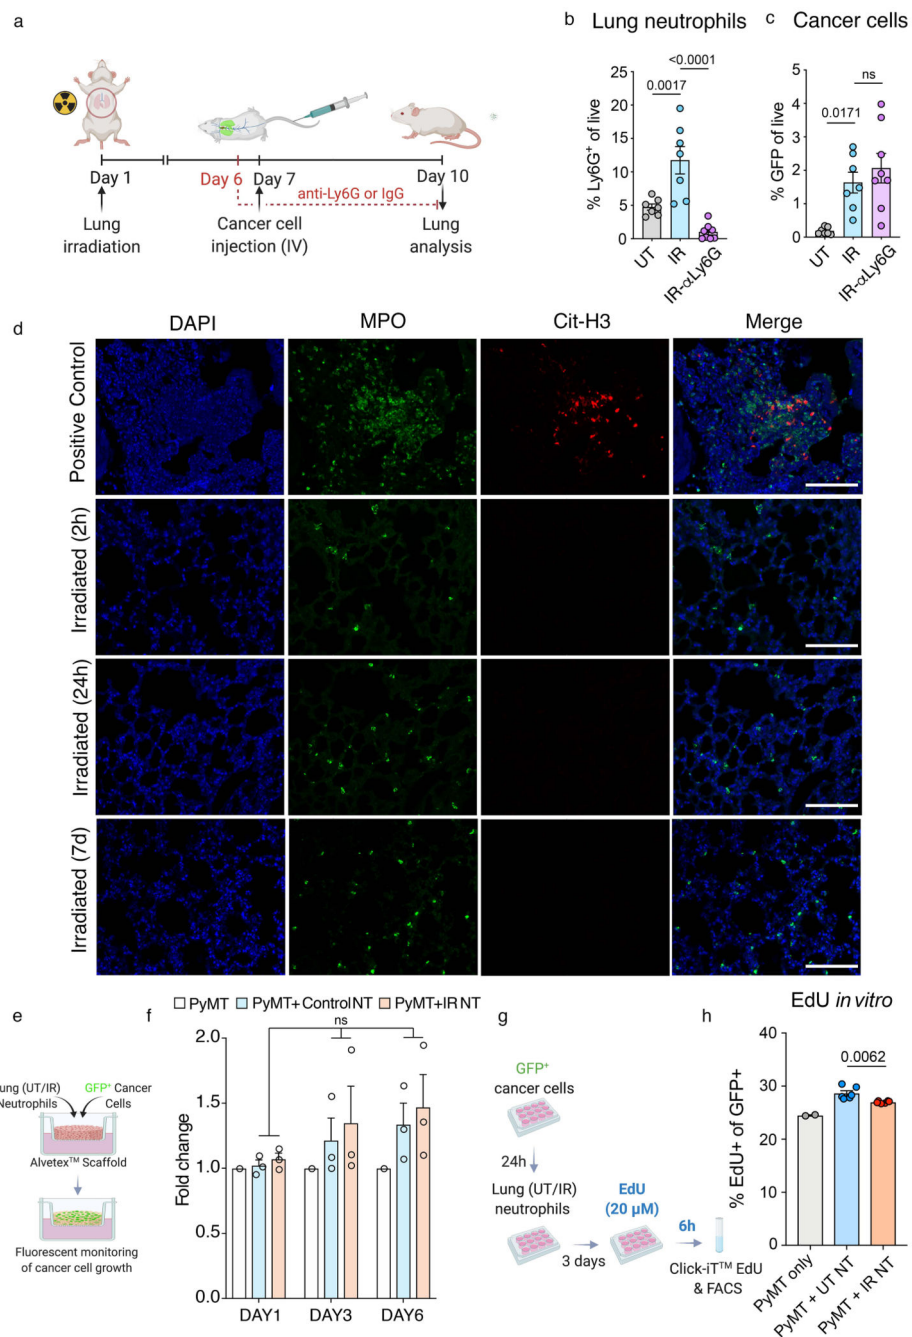 a
Day 1
Day 6
Day 7
Day 10
anti-Ly6G or IgG
Lung
irradiation
Cancer cell
injection (IV)
Lung
analysis
b
Lung neutrophils
<0.0001
0.0017
% Ly6G⁺ of live
25
20
15
10
5
0
UT
IR
IR-αLy6G
c
Cancer cells
ns
0.0171
% GFP of live
5
4
3
2
1
0
UT
IR
IR-αLy6G
d
DAPI
MPO
Cit-H3
Merge
Positive Control
Irradiated (2h)
Irradiated (24h)
Irradiated (7d)
e
ung (UT/IR)
Neutrophils
GFP⁺ Cancer
Cells
Alvetex™ Scaffold
Fluorescent monitoring
of cancer cell growth
f
PyMT
PyMT+ControlNT
PyMT+IR NT
ns
Fold change
2.0
1.5
1.0
0.5
0.0
DAY1
DAY3
DAY6
g
GFP⁺
cancer cells
24h
Lung (UT/IR)
neutrophils
3 days
EdU
(20 µM)
6h
Click-iT™ EdU
& FACS
h
EdU in vitro
0.0062
% EdU+ of GFP+
40
30
20
10
0
PyMT only
PyMT + UT NT
PyMT + IR NT